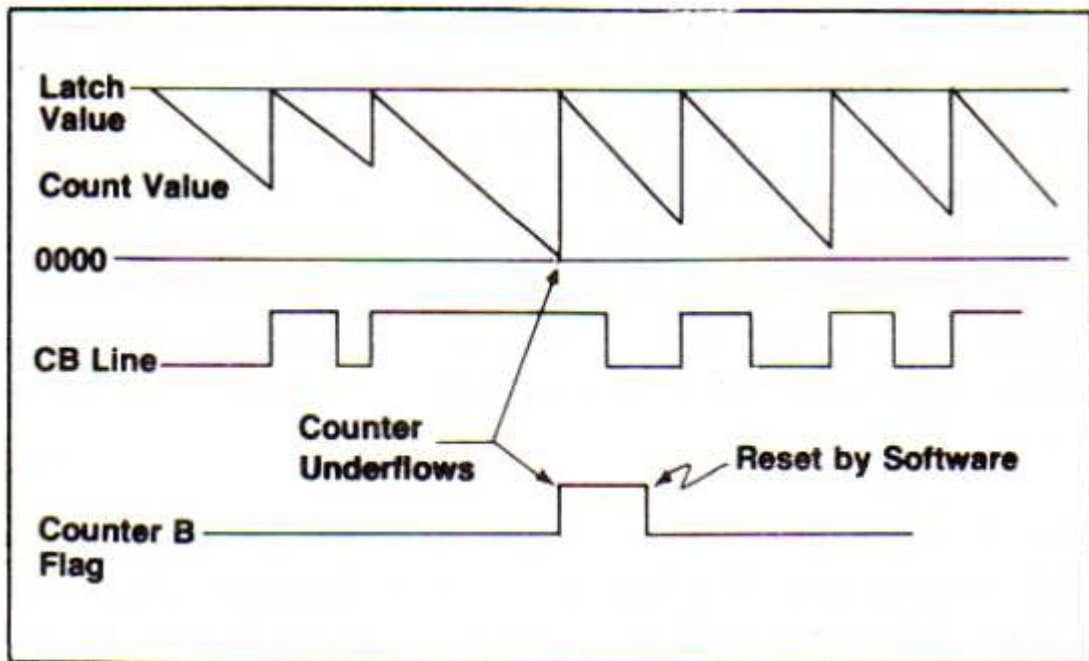 Latch
Value
Count Value
0000
CB Line
Counter
Underflows
Reset by Software
Counter B
Flag